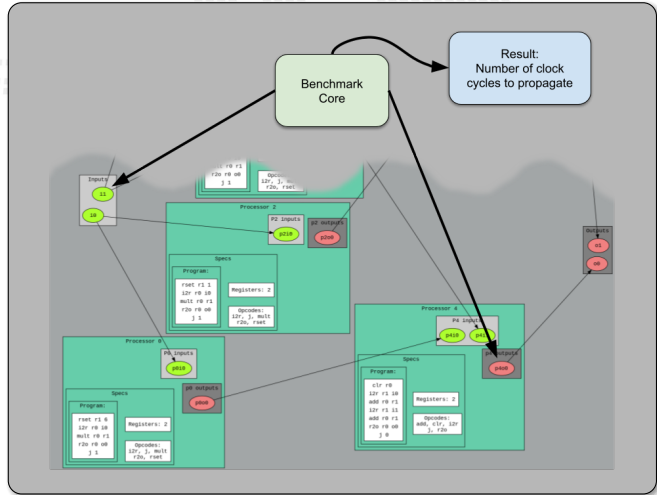 Benchmark
Core
Result:
Number of clock
cycles to propagate
Inputs
i1
i0
r2o r0 o0
j 1
i2r, j,
r2o, rset
Processor 2
P2 inputs
p2i0
p2 outputs
p2o0
Specs
Program:
rset r1 1
i2r r0 i0
mult r0 r1
r2o r0 o0
j 1
Registers: 2
Opcodes:
i2r, j, mult
r2o, rset
Outputs
o1
o0
Processor 4
P4 inputs
p4i0
outputs
p4o0
Specs
Program:
clr r0
i2r r1 i0
add r0 r1
i2r r1 i1
add r0 r1
r2o r0 o0
j 0
Registers: 2
Opcodes:
add, clr, i2r
j, r2o
Processor 0
inputs
p0i0
p0 outputs
p0o0
Specs
Program:
rset r1 6
i2r r0 i0
mult r0 r1
r2o r0 o0
j 1
Registers: 2
Opcodes:
i2r, j, mult
r2o, rset